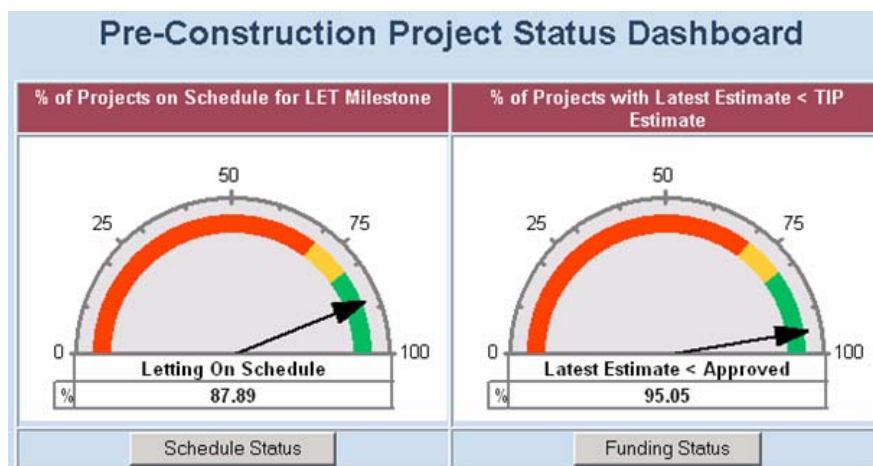 Pre-Construction Project Status Dashboard
% of Projects on Schedule for LET Milestone
% of Projects with Latest Estimate < TIP
Estimate
50
25
75
0
100
Letting On Schedule
% 87.89
50
25
75
0
100
Latest Estimate < Approved
% 95.05
Schedule Status
Funding Status